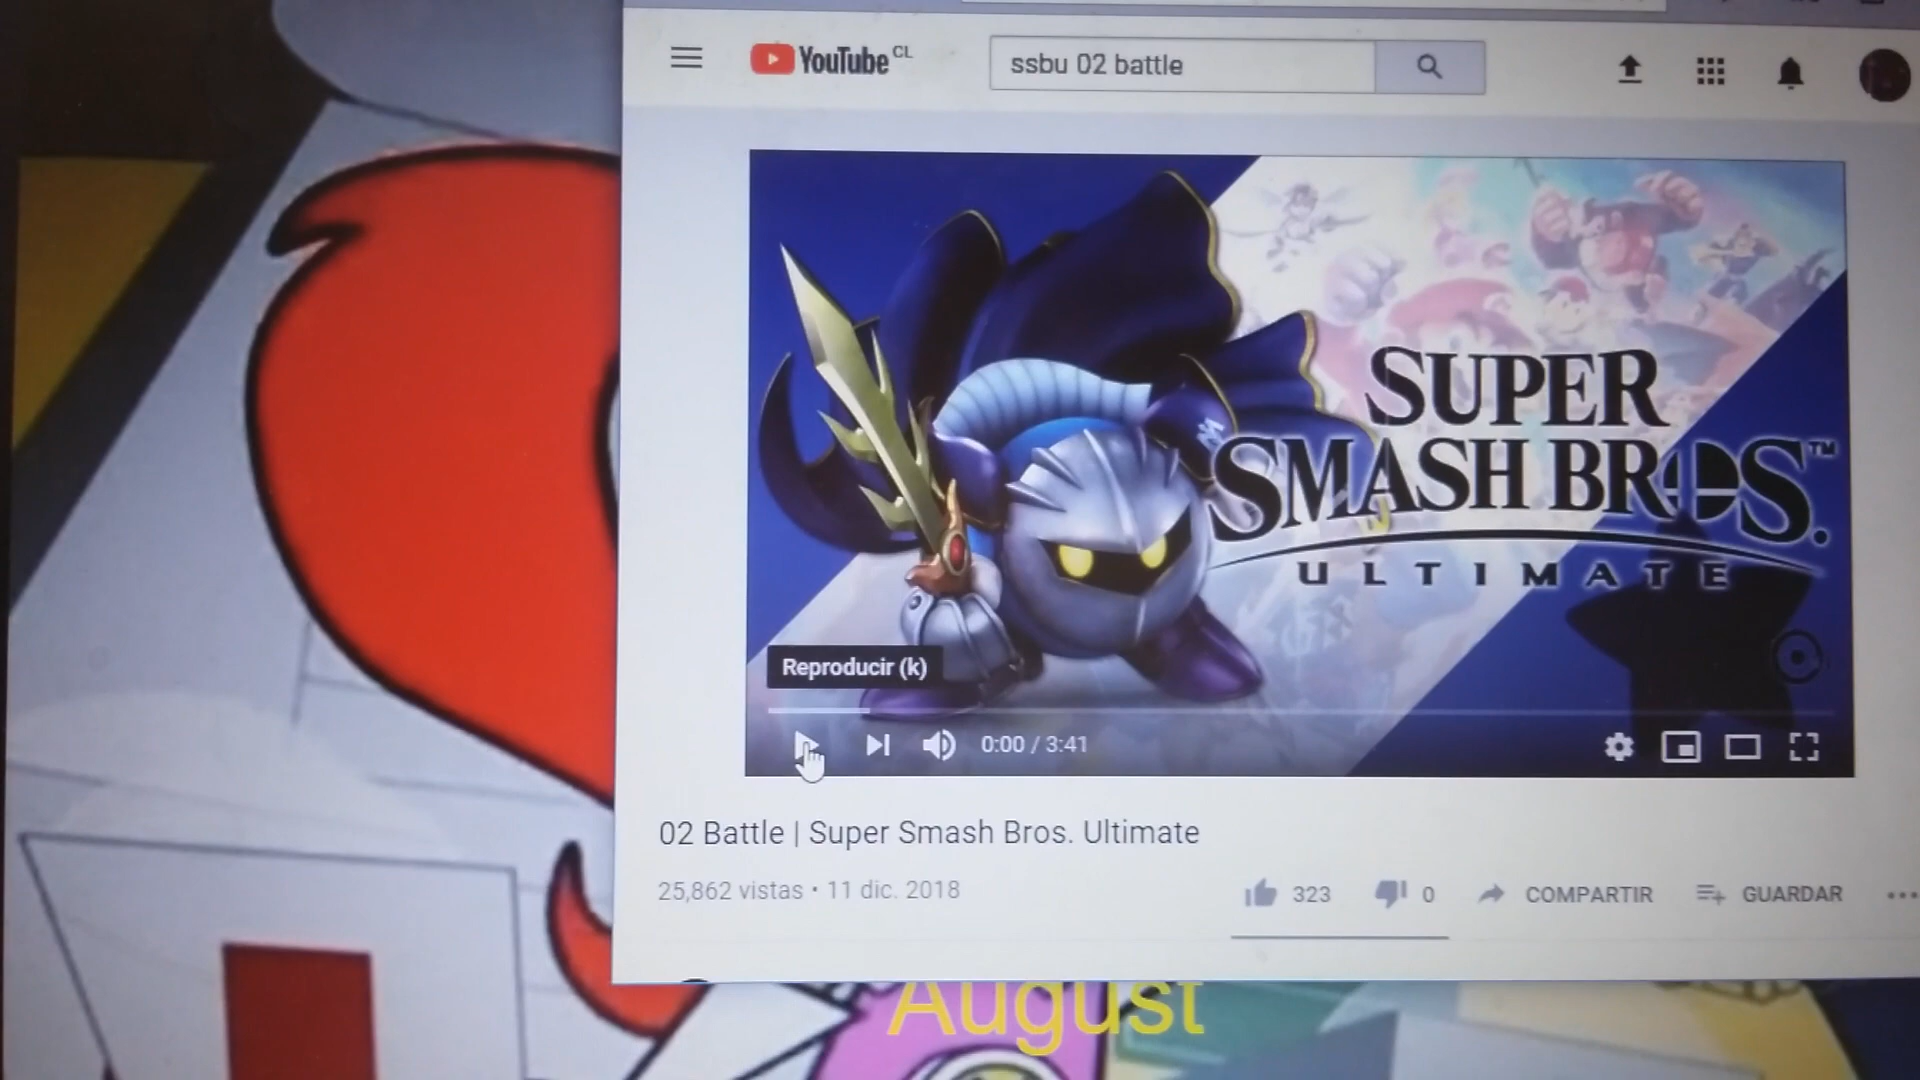 YouTube CL
ssbu 02 battle
SUPER
SMASH BROS.™
ULTIMATE
Reproducir (k)
0:00 / 3:41
02 Battle | Super Smash Bros. Ultimate
25,862 vistas • 11 dic. 2018
323
0
COMPARTIR
GUARDAR
August